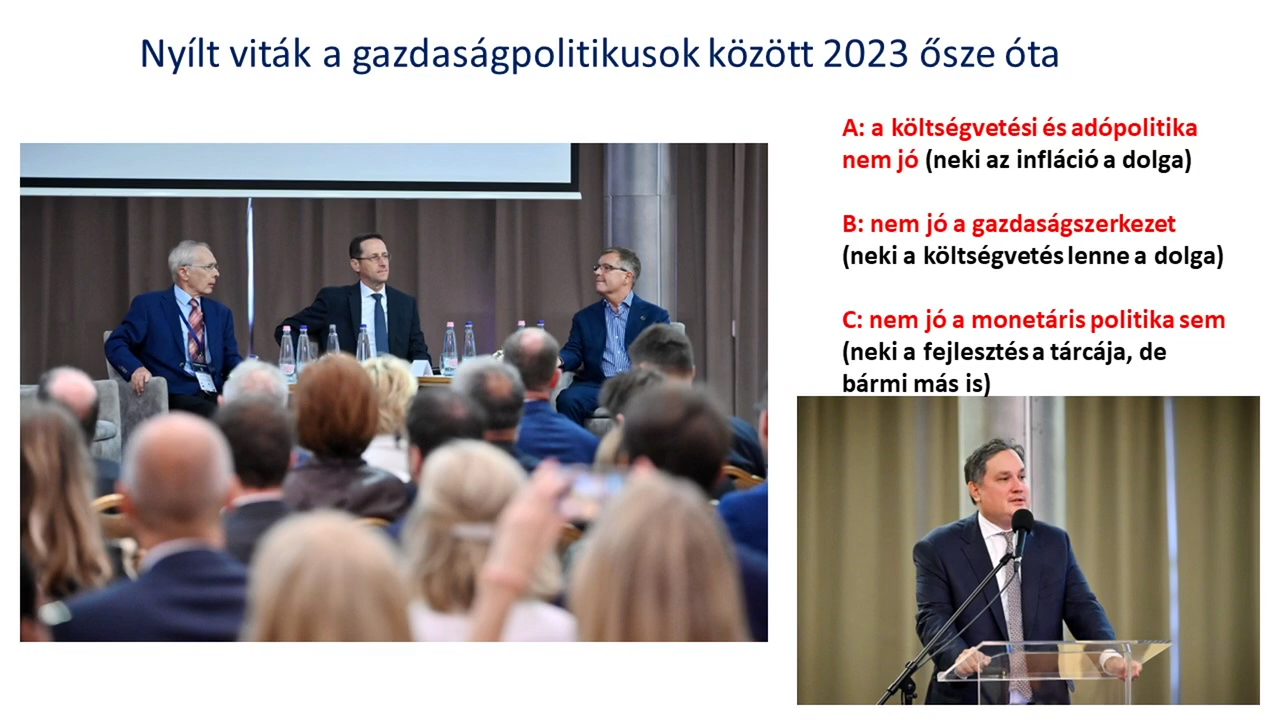 Nyílt viták a gazdaságpolitikusok között 2023 ősze óta
A: a költségvetési és adópolitika
nem jó (neki az infláció a dolga)
B: nem jó a gazdaságszerkezet
(neki a költségvetés lenne a dolga)
C: nem jó a monetáris politika sem
(neki a fejlesztés a tárcája, de
bármi más is)